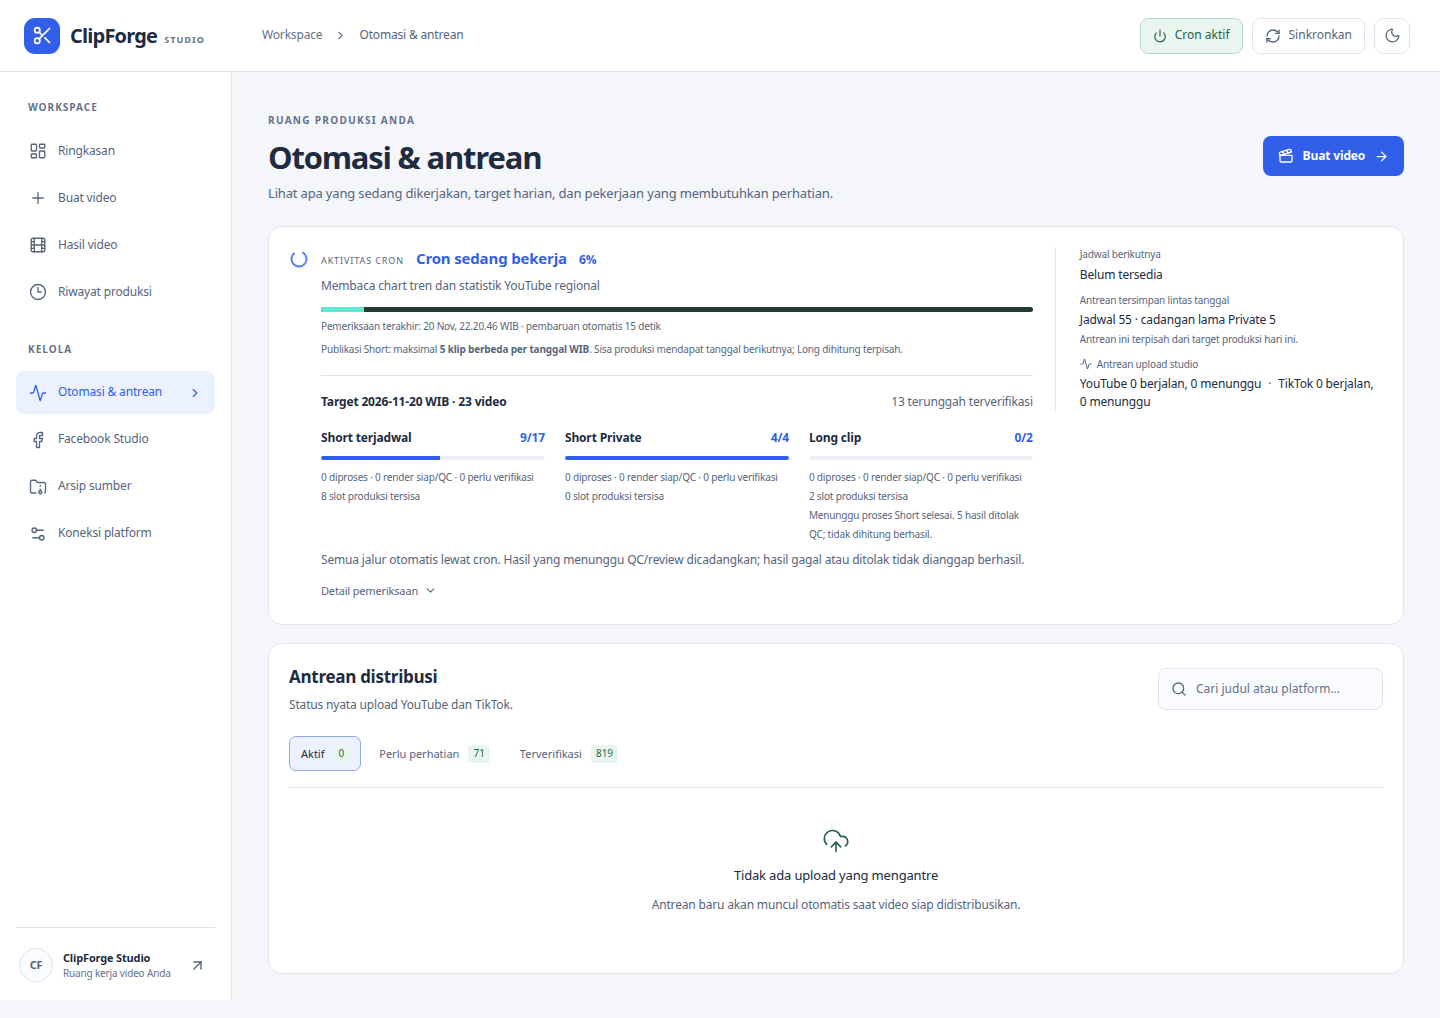 ClipForge STUDIO
Workspace > Otomasi & antrean
Cron aktif
Sinkronkan
WORKSPACE
Ringkasan
Buat video
Hasil video
Riwayat produksi
KELOLA
Otomasi & antrean
Facebook Studio
Arsip sumber
Koneksi platform
CF
ClipForge Studio
Ruang kerja video Anda
RUANG PRODUKSI ANDA
Otomasi & antrean
Lihat apa yang sedang dikerjakan, target harian, dan pekerjaan yang membutuhkan perhatian.
Buat video
AKTIVITAS CRON Cron sedang bekerja 6%
Membaca chart tren dan statistik YouTube regional
Pemeriksaan terakhir: 20 Nov, 22.20.46 WIB · pembaruan otomatis 15 detik
Publikasi Short: maksimal 5 klip berbeda per tanggal WIB. Sisa produksi mendapat tanggal berikutnya; Long dihitung terpisah.
Target 2026-11-20 WIB · 23 video
13 terunggah terverifikasi
Short terjadwal 9/17
0 diproses · 0 render siap/QC · 0 perlu verifikasi
8 slot produksi tersisa
Short Private 4/4
0 diproses · 0 render siap/QC · 0 perlu verifikasi
0 slot produksi tersisa
Long clip 0/2
0 diproses · 0 render siap/QC · 0 perlu verifikasi
2 slot produksi tersisa
Menunggu proses Short selesai. 5 hasil ditolak
QC; tidak dihitung berhasil.
Semua jalur otomatis lewat cron. Hasil yang menunggu QC/review dicadangkan; hasil gagal atau ditolak tidak dianggap berhasil.
Detail pemeriksaan
Jadwal berikutnya
Belum tersedia
Antrean tersimpan lintas tanggal
Jadwal 55 · cadangan lama Private 5
Antrean ini terpisah dari target produksi hari ini.
Antrean upload studio
YouTube 0 berjalan, 0 menunggu · TikTok 0 berjalan,
0 menunggu
Antrean distribusi
Status nyata upload YouTube dan TikTok.
Cari judul atau platform...
Aktif 0
Perlu perhatian 71
Terverifikasi 819
Tidak ada upload yang mengantre
Antrean baru akan muncul otomatis saat video siap didistribusikan.